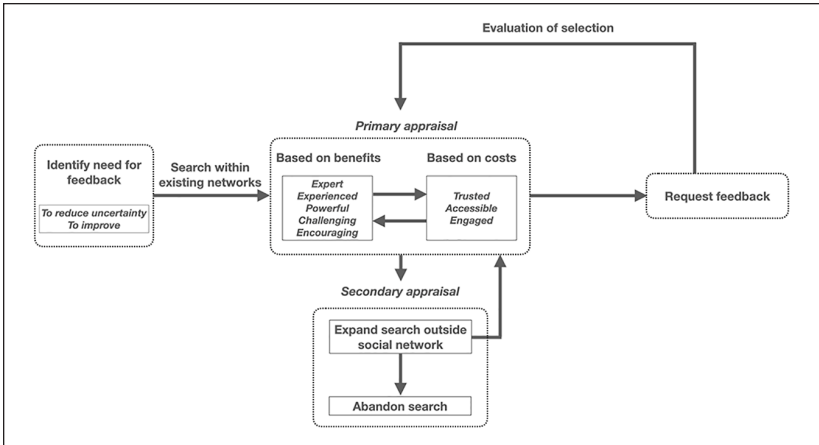 Evaluation of selection
Primary appraisal
Identify need for
feedback
To reduce uncertainty
To improve
Search within
existing networks
Based on benefits
Expert
Experienced
Powerful
Challenging
Encouraging
Based on costs
Trusted
Accessible
Engaged
Request feedback
Secondary appraisal
Expand search outside
social network
Abandon search